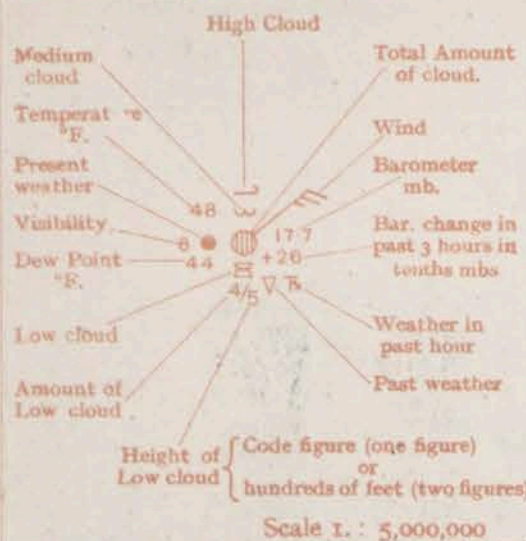 High Cloud
Medium cloud
Total Amount of cloud.
°F.
Wind
Present weather
Barometer mb.
48
Visibility
8
17 7
Bar. change in past 3 hours in tenths mbs
+26
Dew Point °F.
44
4/5
Low cloud
Weather in past hour
Amount of Low cloud
Past weather
Height of Low cloud
Code figure (one figure)
or
hundreds of feet (two figures)
Scale 1. : 5,000,000